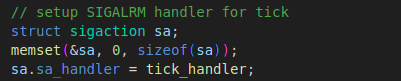 // setup SIGALRM handler for tick
struct sigaction sa;
memset(&sa, 0, sizeof(sa));
sa.sa_handler = tick_handler;